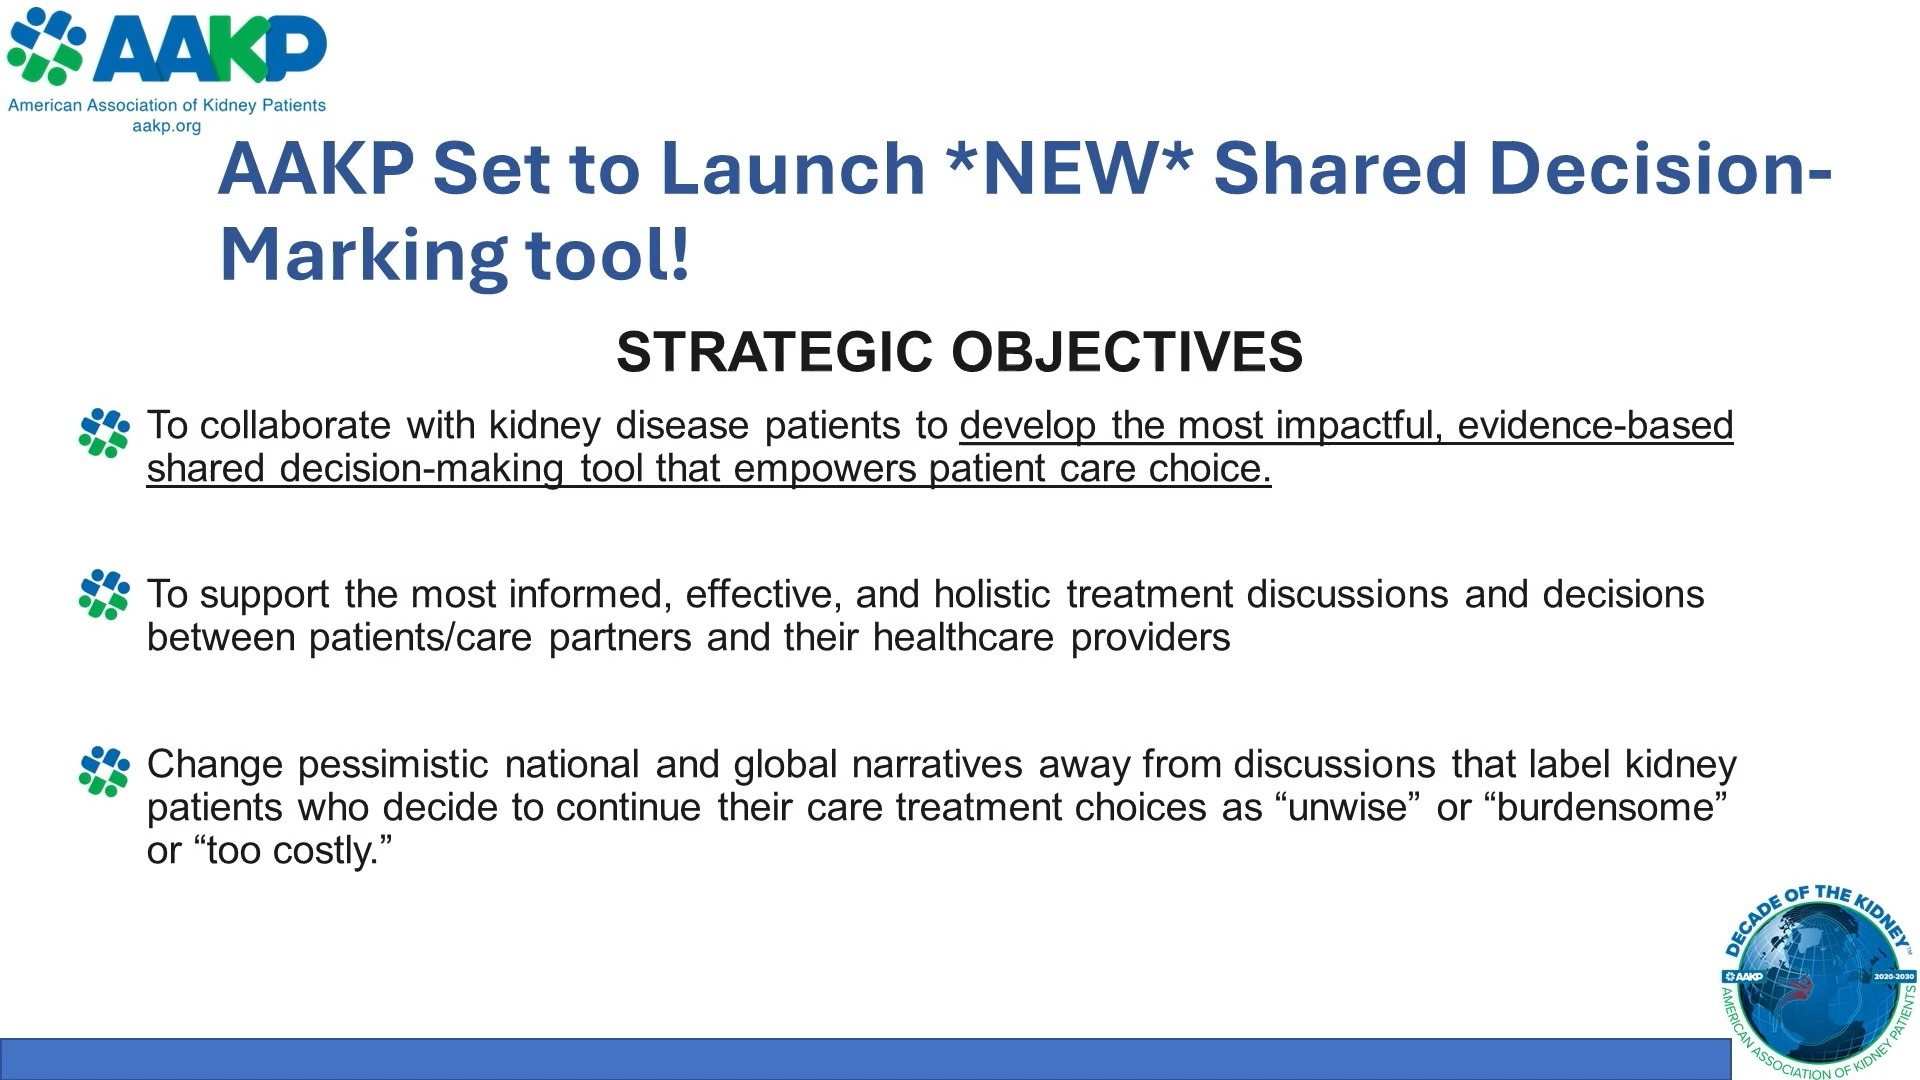 AAKP
American Association of Kidney Patients
aakp.org
AAKP Set to Launch *NEW* Shared Decision-
Marking tool!
STRATEGIC OBJECTIVES
To collaborate with kidney disease patients to develop the most impactful, evidence-based
shared decision-making tool that empowers patient care choice.
To support the most informed, effective, and holistic treatment discussions and decisions
between patients/care partners and their healthcare providers
Change pessimistic national and global narratives away from discussions that label kidney
patients who decide to continue their care treatment choices as “unwise” or “burdensome”
or “too costly.”
DECADE OF THE KIDNEY™
AAKP 2020-2030
AMERICAN ASSOCIATION OF KIDNEY PATIENTS